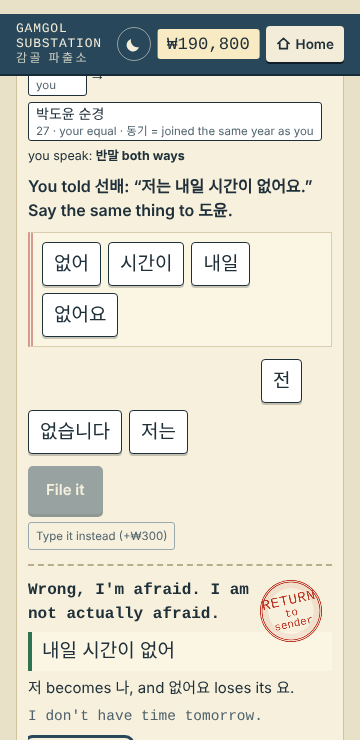 GAMGOL
SUBSTATION
감골 파출소
₩190,800
Home
you
→
박도윤 순경
27 · your equal · 동기 = joined the same year as you
you speak: 반말 both ways
You told 선배: “저는 내일 시간이 없어요.”
Say the same thing to 도윤.
없어 시간이 내일
없어요
전
없습니다 저는
File it
Type it instead (+₩300)
Wrong, I'm afraid. I am
not actually afraid.
RETURN
to
sender
내일 시간이 없어
저 becomes 나, and 없어요 loses its 요.
I don't have time tomorrow.